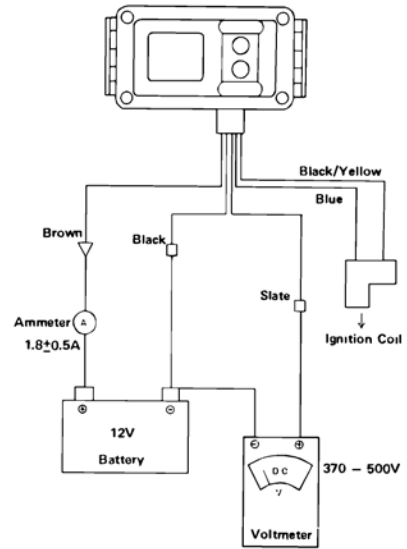 Black/Yellow
Blue
Brown
Black
Slate
Ammeter
A
1.8±0.5A
Ignition Coil
⊕
⊖
12V
Battery
⊖
⊕
DC
V
370 – 500V
Voltmeter